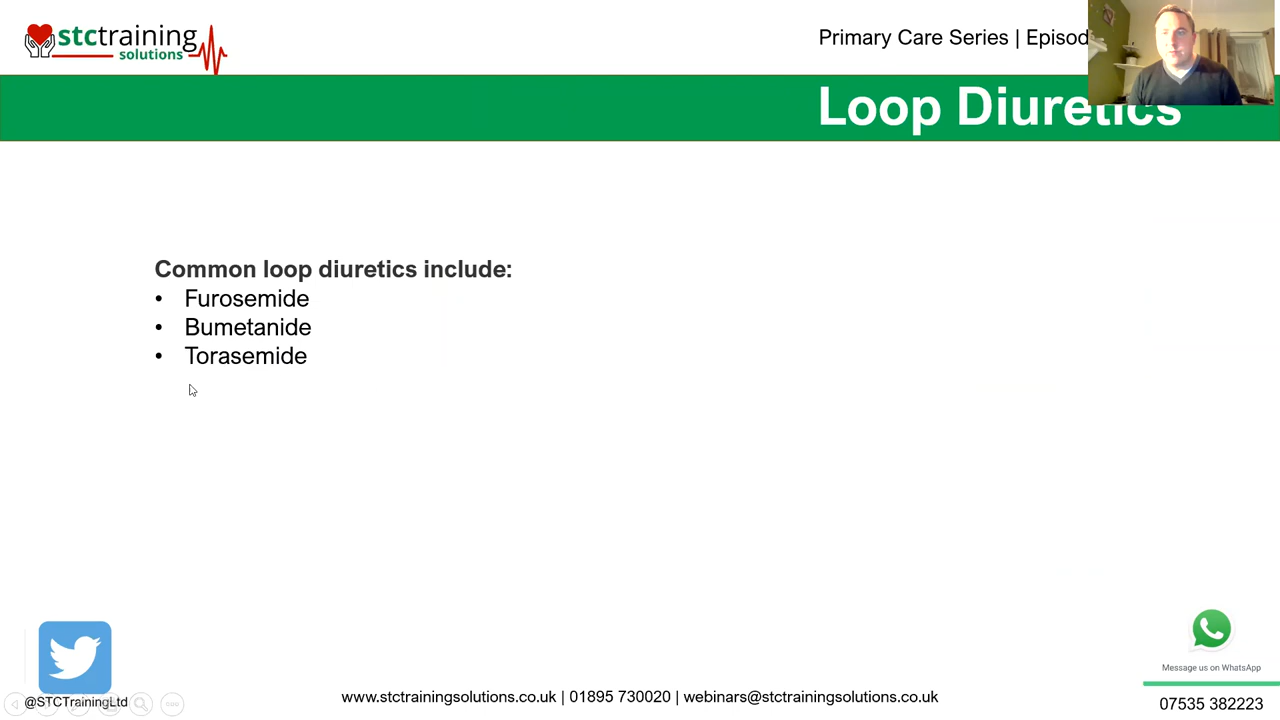 stctraining
solutions
Primary Care Series | Episod
Loop Diuretics
Common loop diuretics include:
• Furosemide
• Bumetanide
• Torasemide
@STCTrainingLtd
www.stctrainingsolutions.co.uk | 01895 730020 | webinars@stctrainingsolutions.co.uk
Message us on WhatsApp
07535 382223